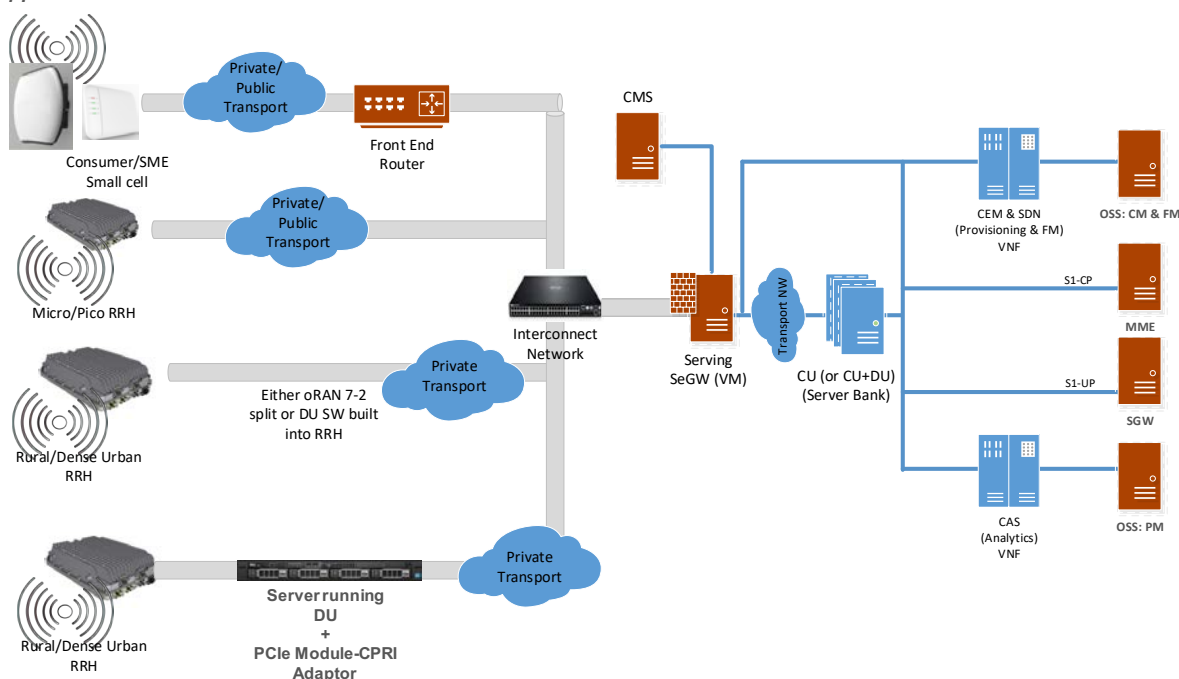 Private/
Public
Transport
Consumer/SME
Small cell
Front End
Router
Private/
Public
Transport
Micro/Pico RRH
Interconnect
Network
Private
Transport
Either oRAN 7-2
split or DU SW built
into RRH
Rural/Dense Urban
RRH
Private
Transport
Server running
DU
+
PCIe Module-CPRI
Adaptor
Rural/Dense Urban
RRH
CMS
Serving
SeGW (VM)
Transport NW
CU (or CU+DU)
(Server Bank)
CEM & SDN
(Provisioning & FM)
VNF
OSS: CM & FM
S1-CP
MME
S1-UP
SGW
CAS
(Analytics)
VNF
OSS: PM